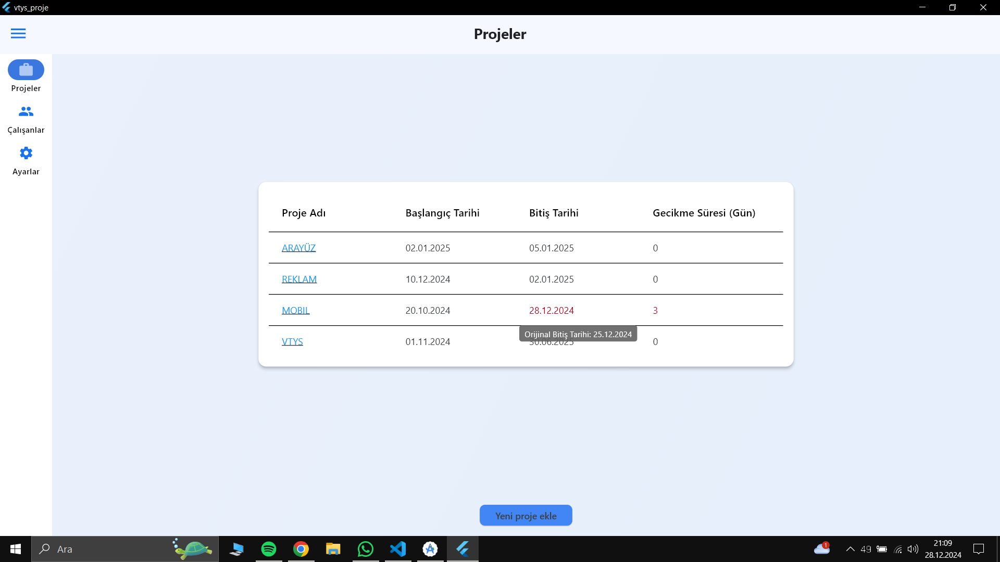 vtys_proje
Projeler
Projeler
Çalışanlar
Ayarlar
Proje Adı Başlangıç Tarihi Bitiş Tarihi Gecikme Süresi (Gün)
ARAYÜZ 02.01.2025 05.01.2025 0
REKLAM 10.12.2024 02.01.2025 0
MOBIL 20.10.2024 28.12.2024 3
Orijinal Bitiş Tarihi: 25.12.2024
VTYS 01.11.2024 30.06.2025 0
Yeni proje ekle
Ara
1
49
21:09
28.12.2024